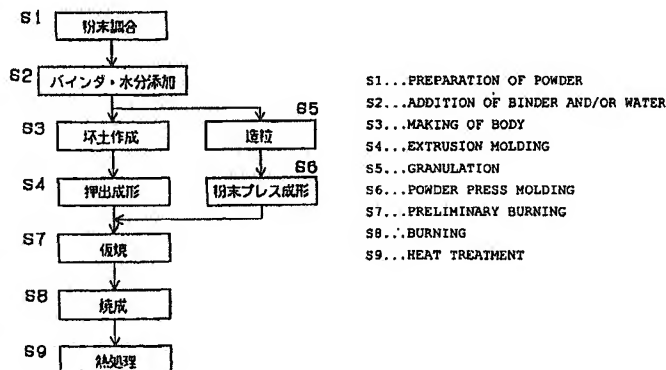 S1 粉末調合
S2 バインダ・水分添加
S3 坏土作成
S5 造粒
S4 押出成形
S6 粉末プレス成形
S7 仮焼
S8 焼成
S9 熱処理
S1...PREPARATION OF POWDER
S2...ADDITION OF BINDER AND/OR WATER
S3...MAKING OF BODY
S4...EXTRUSION MOLDING
S5...GRANULATION
S6...POWDER PRESS MOLDING
S7...PRELIMINARY BURNING
S8...BURNING
S9...HEAT TREATMENT